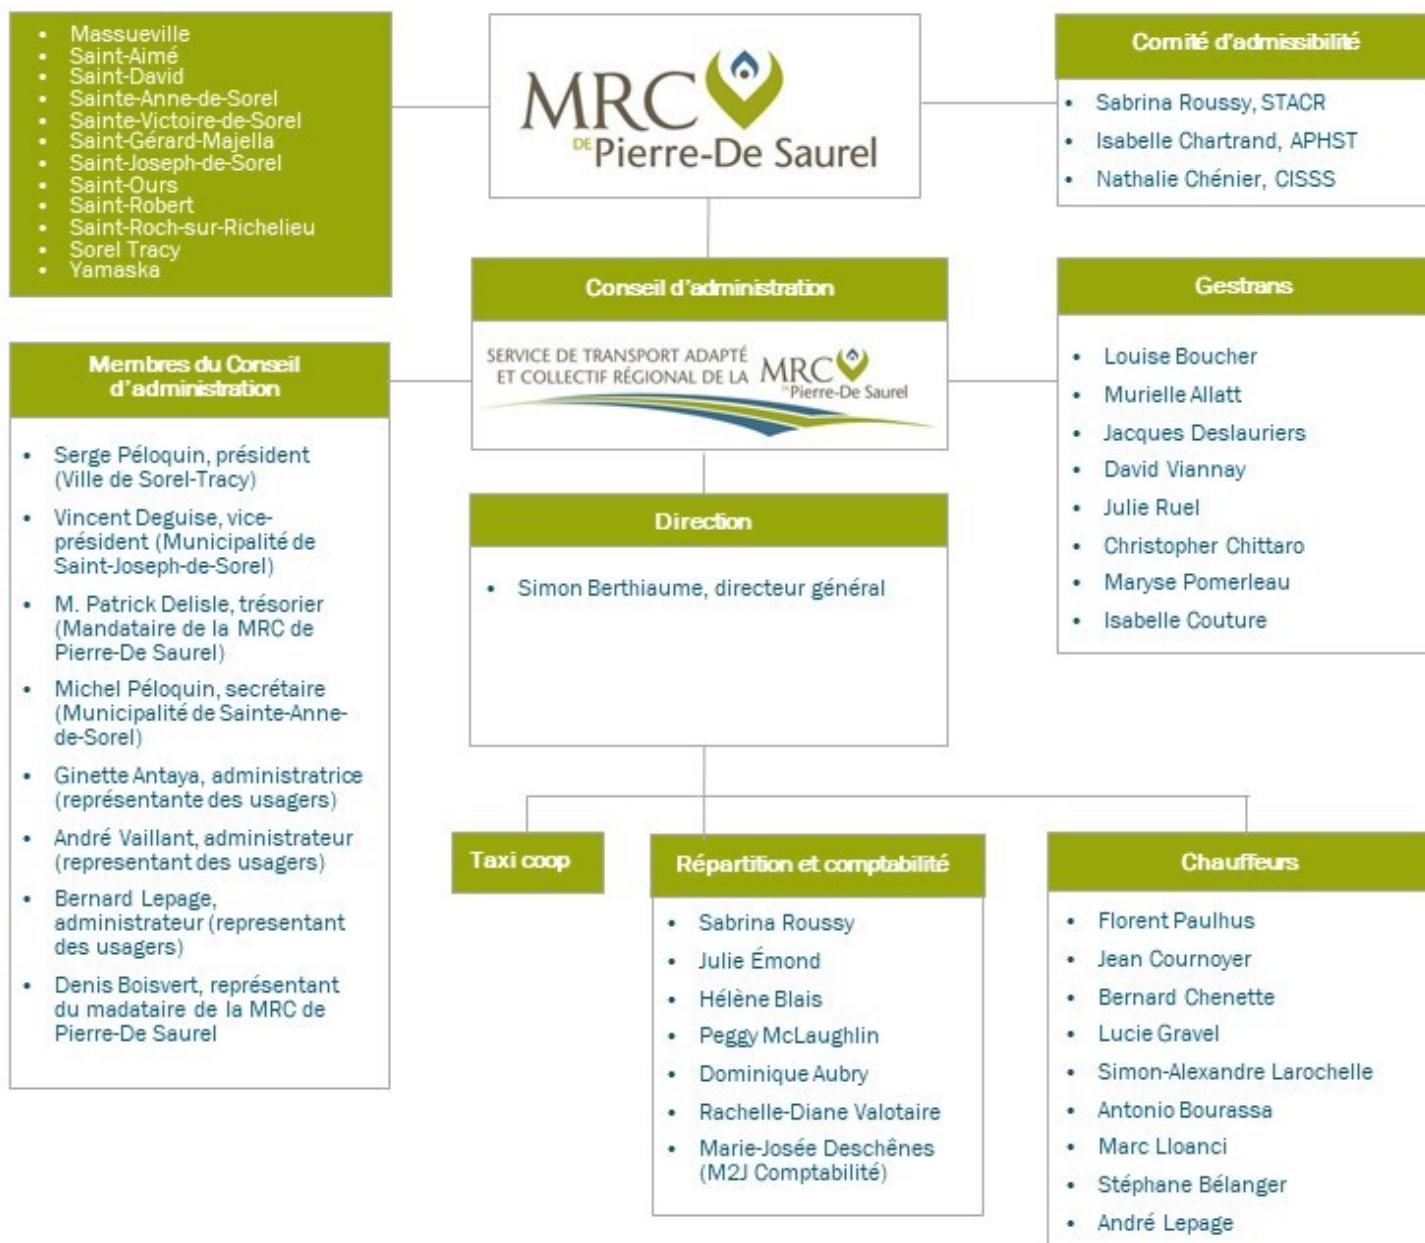 Massueville
Saint-Aimé
Saint-David
Sainte-Anne-de-Sorel
Sainte-Victoire-de-Sorel
Saint-Gérard-Majella
Saint-Joseph-de-Sorel
Saint-Ours
Saint-Robert
Saint-Roch-sur-Richelieu
Sorel Tracy
Yamaska
MRC
DE Pierre-De Saurel
Comité d'admissibilité
Sabrina Roussy, STACR
Isabelle Chartrand, APHST
Nathalie Chénier, CISSS
Conseil d'administration
SERVICE DE TRANSPORT ADAPTÉ
ET COLLECTIF RÉGIONAL DE LA MRC
DE Pierre-De Saurel
Gestrans
Louise Boucher
Murielle Allatt
Jacques Deslauriers
David Viannay
Julie Ruel
Christopher Chittaro
Maryse Pomerleau
Isabelle Couture
Membres du Conseil
d'administration
Serge Péloquin, président
(Ville de Sorel-Tracy)
Vincent Deguise, vice-
président (Municipalité de
Saint-Joseph-de-Sorel)
M. Patrick Delisle, trésorier
(Mandataire de la MRC de
Pierre-De Saurel)
Michel Péloquin, secrétaire
(Municipalité de Sainte-Anne-
de-Sorel)
Ginette Antaya, administratrice
(représentante des usagers)
André Vaillant, administrateur
(representant des usagers)
Bernard Lepage,
administrateur (representant
des usagers)
Denis Boisvert, représentant
du madataire de la MRC de
Pierre-De Saurel
Direction
Simon Berthiaume, directeur général
Taxi coop
Répartition et comptabilité
Sabrina Roussy
Julie Émond
Hélène Blais
Peggy McLaughlin
Dominique Aubry
Rachelle-Diane Valotaire
Marie-Josée Deschênes
(M2J Comptabilité)
Chauffeurs
Florent Paulhus
Jean Cournoyer
Bernard Chenette
Lucie Gravel
Simon-Alexandre Larochelle
Antonio Bourassa
Marc Lloanci
Stéphane Bélanger
André Lepage